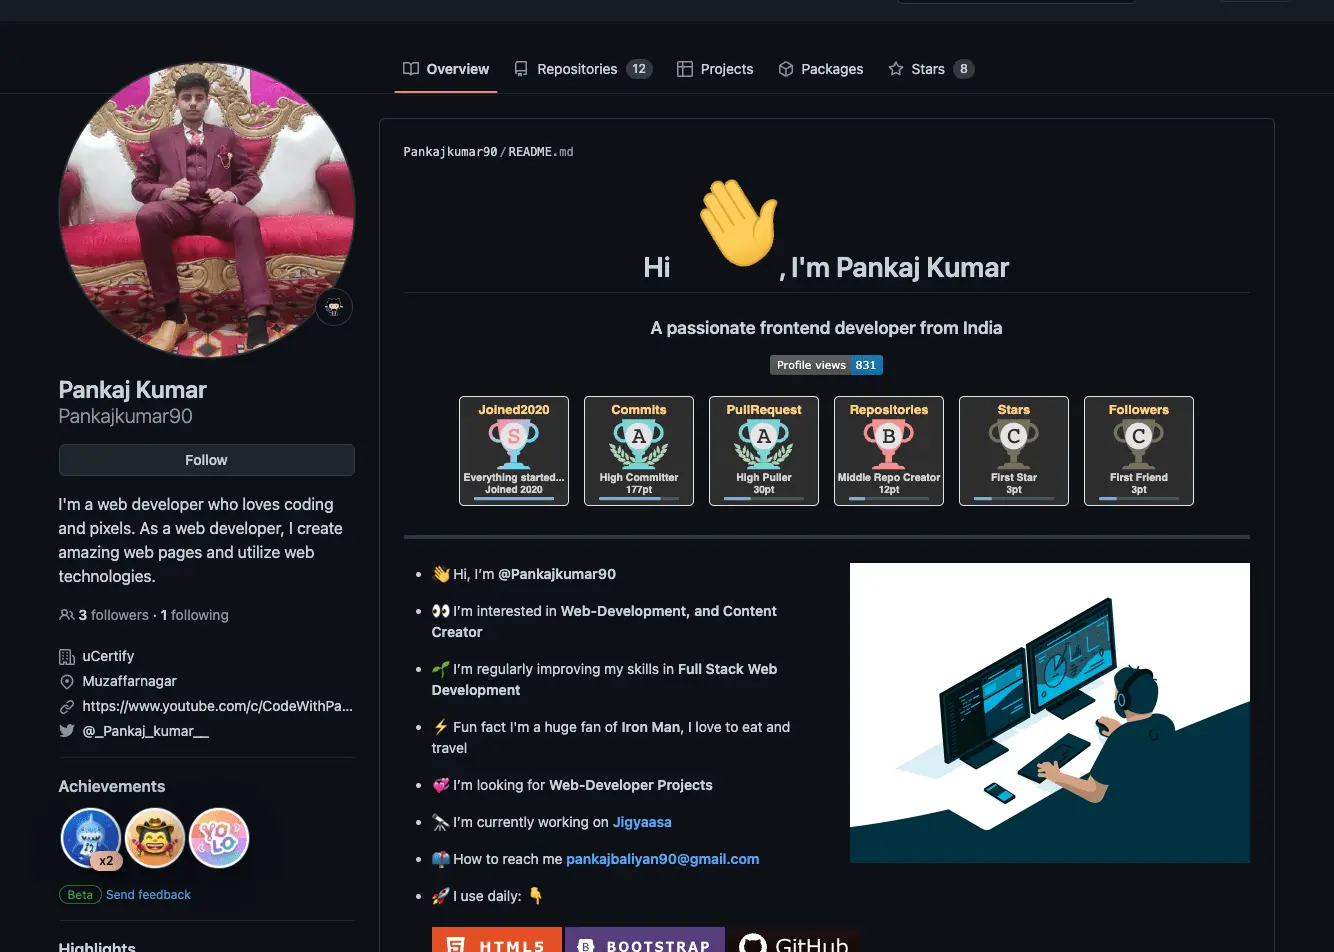 Overview
Repositories 12
Projects
Packages
Stars 8
Pankaj Kumar
Pankajkumar90
Follow
I'm a web developer who loves coding
and pixels. As a web developer, I create
amazing web pages and utilize web
technologies.
3 followers · 1 following
uCertify
Muzaffarnagar
https://www.youtube.com/c/CodeWithPa...
@_Pankaj_kumar__
Achievements
x2
YOLO
Beta Send feedback
Highlights
Pankajkumar90/README.md
Hi 👋, I'm Pankaj Kumar
A passionate frontend developer from India
Profile views 831
Joined2020
S
Everything started...
Joined 2020
Commits
A
High Committer
177pt
PullRequest
A
High Puller
30pt
Repositories
B
Middle Repo Creator
12pt
Stars
C
First Star
3pt
Followers
C
First Friend
3pt
• 👋 Hi, I’m @Pankajkumar90
• 👀 I’m interested in Web-Development, and Content
Creator
• 🌱 I’m regularly improving my skills in Full Stack Web
Development
• ⚡ Fun fact I'm a huge fan of Iron Man, I love to eat and
travel
• 💞 I’m looking for Web-Developer Projects
• 🔭 I’m currently working on Jigyaasa
• 📫 How to reach me pankajbaliyan90@gmail.com
• 🚀 I use daily: 👇
HTML5
B BOOTSTRAP
GitHub